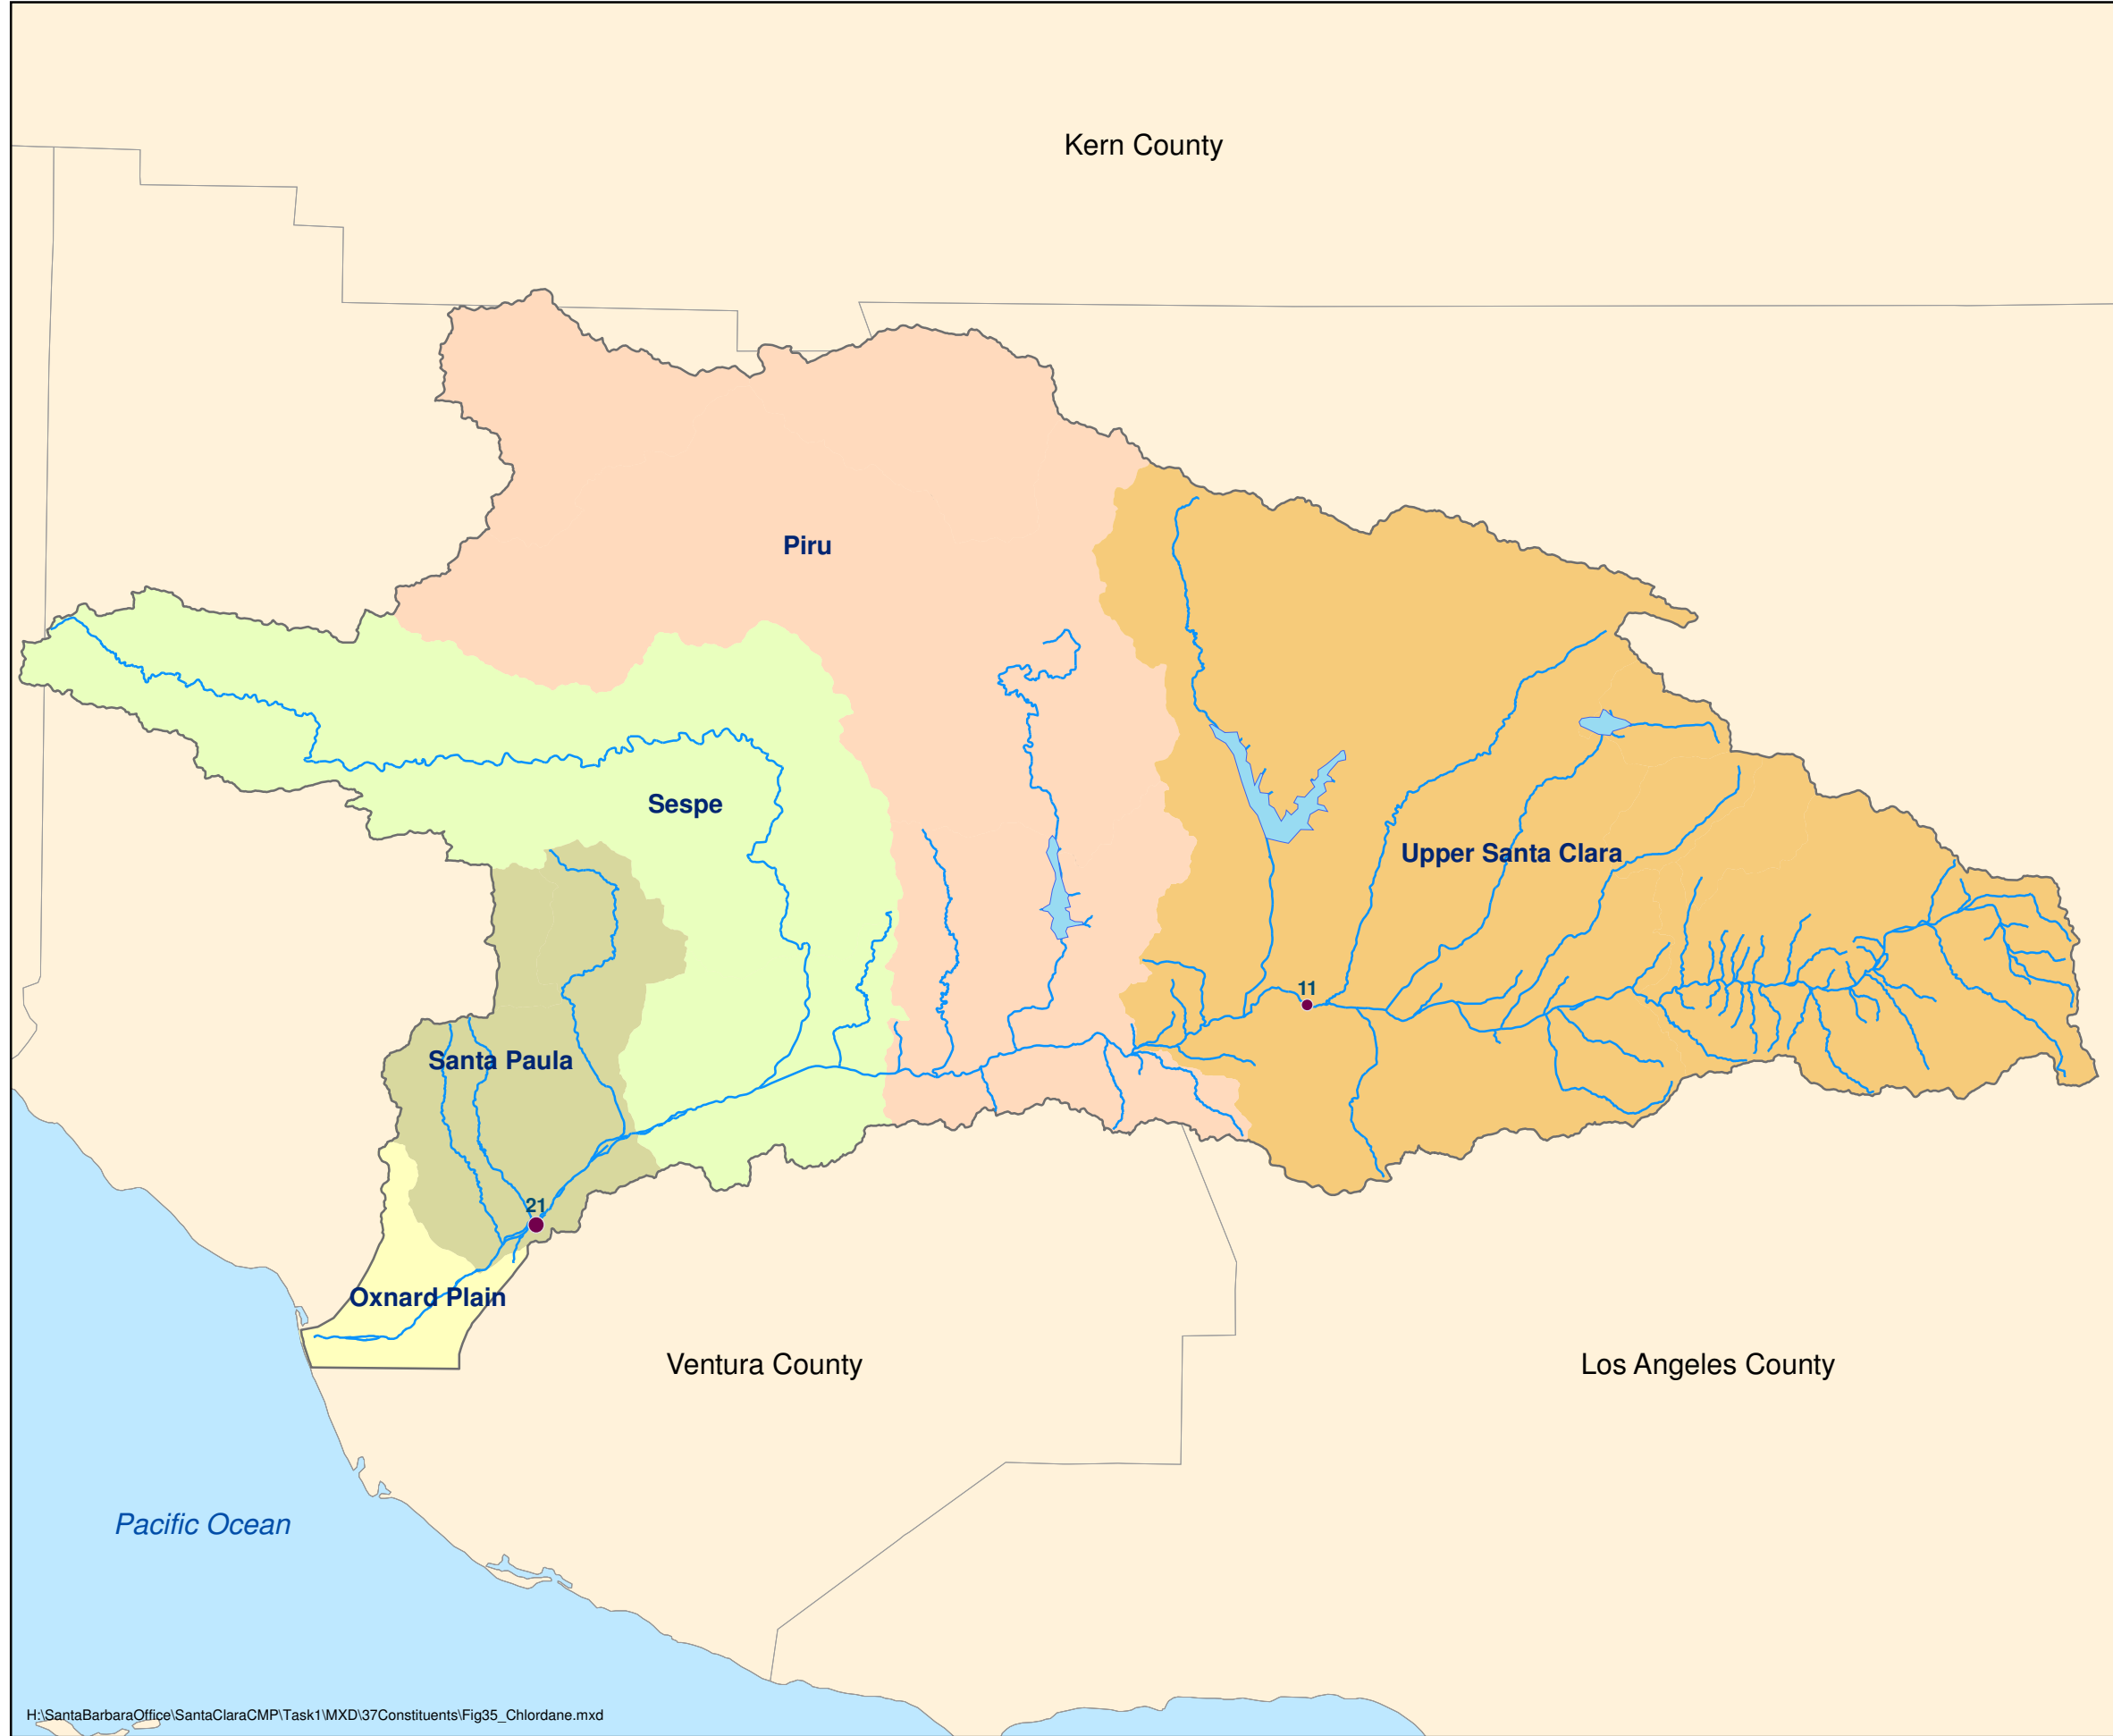 Kern County
Piru
Sespe
Upper Santa Clara
11
Santa Paula
21
Oxnard Plain
Ventura County
Los Angeles County
Pacific Ocean
H:\SantaBarbaraOffice\SantaClaraCMP\Task1\MXD\37Constituents\Fig35_Chlordane.mxd